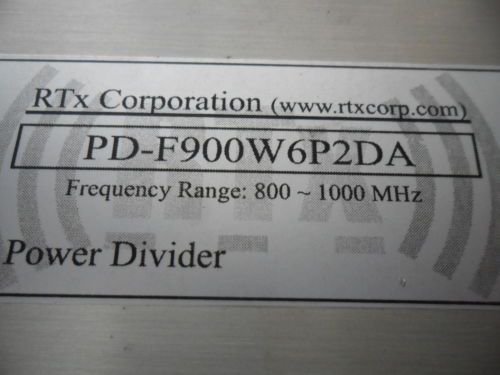 RTx Corporation (www.rtxcorp.com)
PD-F900W6P2DA
Frequency Range: 800 ~ 1000 MHz
Power Divider